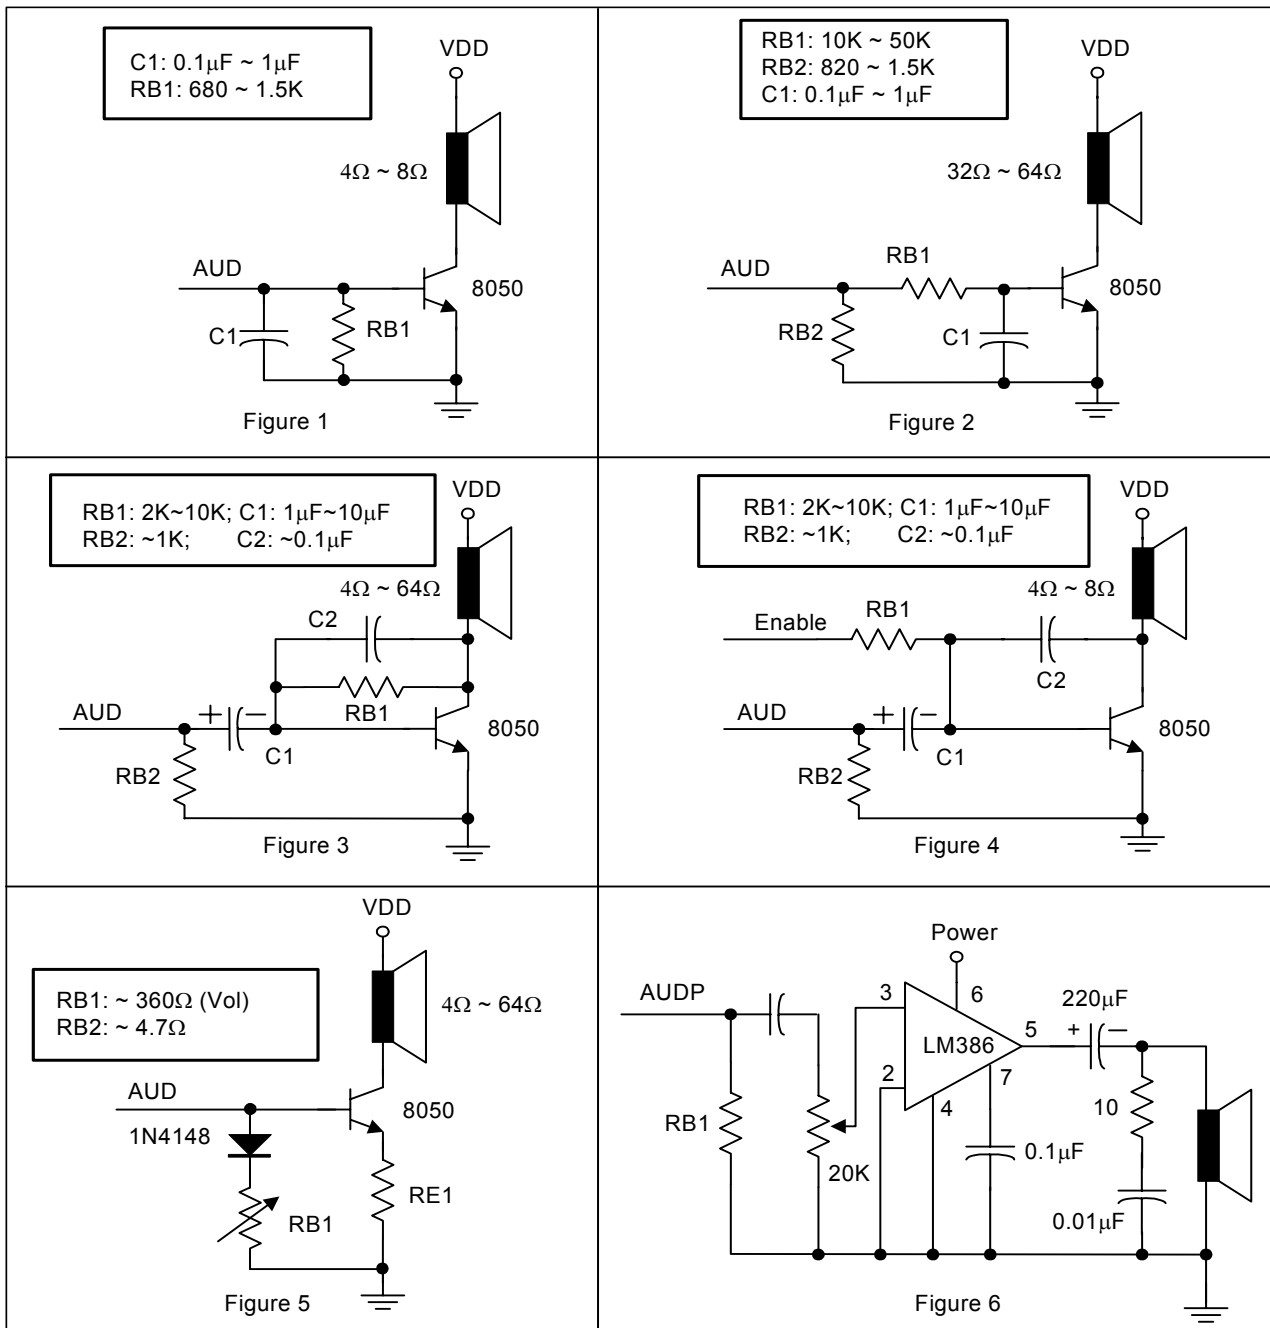 C1: 0.1μF ~ 1μF
RB1: 680 ~ 1.5K
VDD
4Ω ~ 8Ω
AUD
8050
C1
RB1
Figure 1
RB1: 10K ~ 50K
RB2: 820 ~ 1.5K
C1: 0.1μF ~ 1μF
VDD
32Ω ~ 64Ω
RB1
AUD
8050
RB2
C1
Figure 2
RB1: 2K~10K; C1: 1μF~10μF
RB2: ~1K; C2: ~0.1μF
VDD
4Ω ~ 64Ω
C2
RB1
AUD
+
−
8050
C1
RB2
Figure 3
RB1: 2K~10K; C1: 1μF~10μF
RB2: ~1K; C2: ~0.1μF
VDD
4Ω ~ 8Ω
RB1
Enable
C2
AUD
+
−
8050
C1
RB2
Figure 4
VDD
RB1: ~ 360Ω (Vol)
RB2: ~ 4.7Ω
4Ω ~ 64Ω
AUD
8050
1N4148
RE1
RB1
Figure 5
Power
AUDP
3
6
220μF
5
+
−
LM386
2
7
4
10
RB1
0.1μF
20K
0.01μF
Figure 6